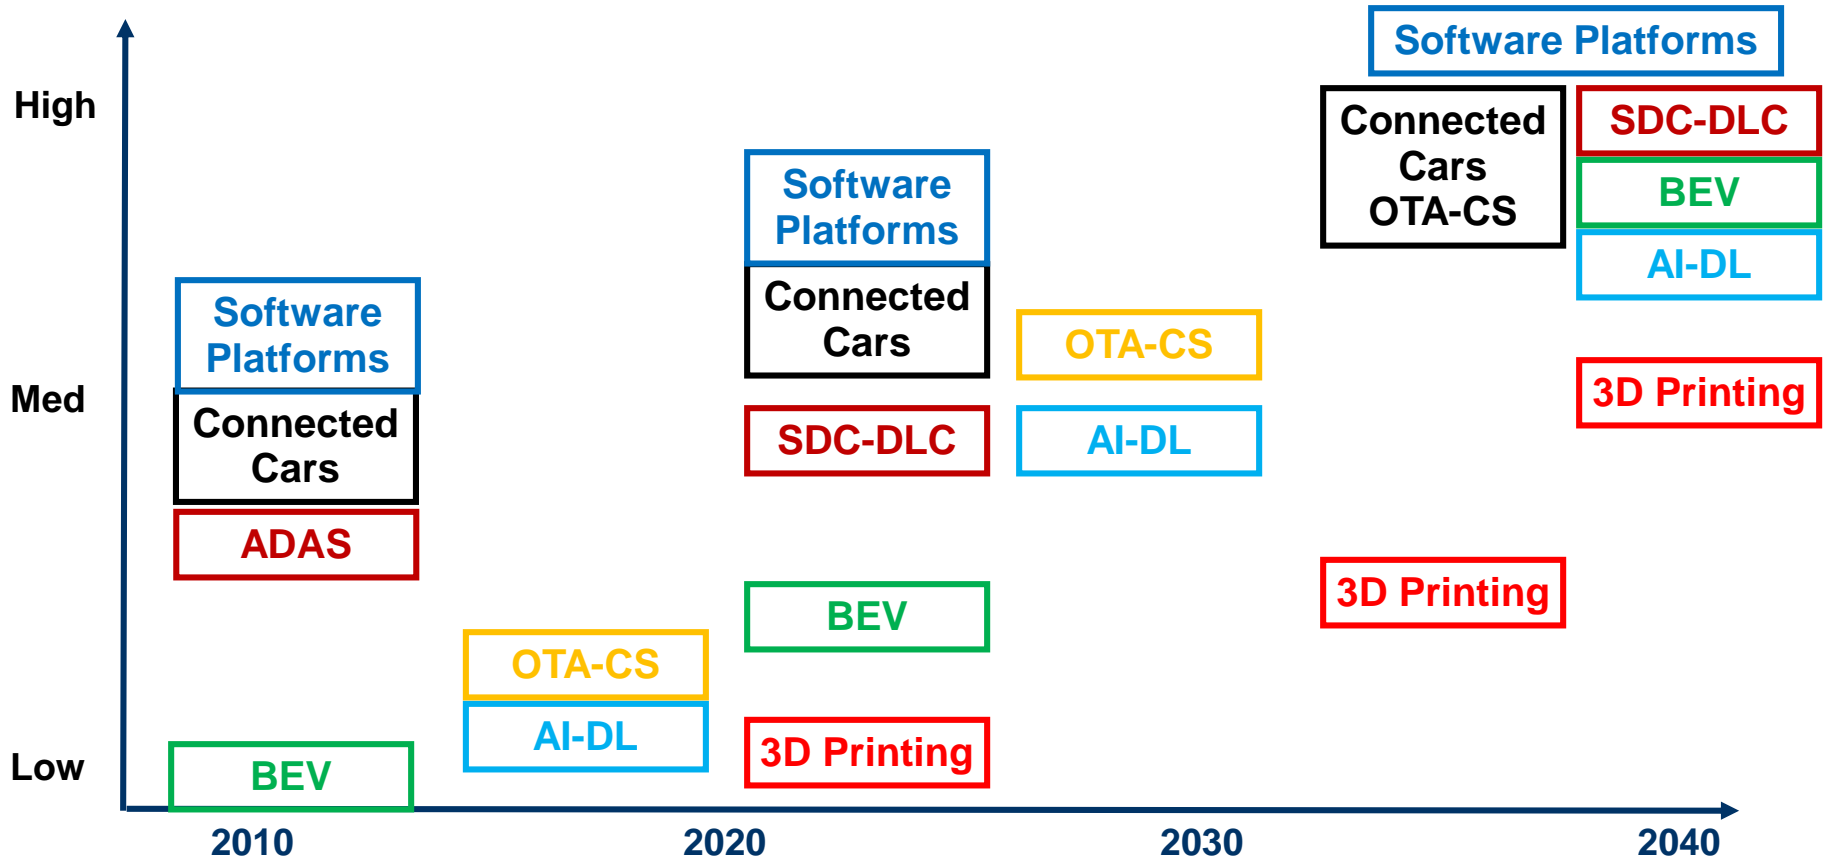 Software Platforms
High
Connected
Cars
OTA-CS
SDC-DLC
BEV
AI-DL
Software
Platforms
Connected
Cars
Software
Platforms
OTA-CS
Med
3D Printing
Connected
Cars
SDC-DLC
AI-DL
ADAS
3D Printing
BEV
OTA-CS
AI-DL
3D Printing
Low
BEV
2010
2020
2030
2040